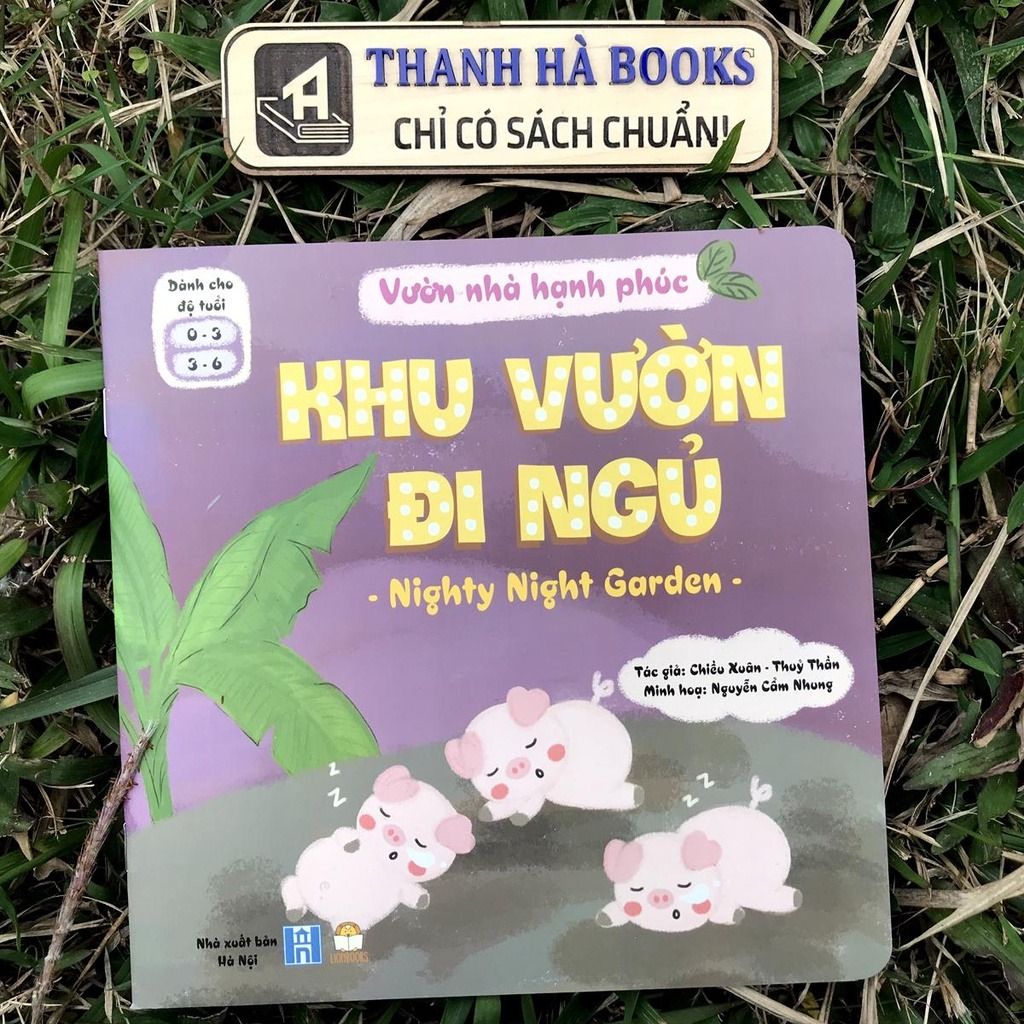 THANH HÀ BOOKS
CHỈ CÓ SÁCH CHUẨN!
Dành cho
độ tuổi
0 - 3
3 - 6
Vườn nhà hạnh phúc
KHU VƯỜN
ĐI NGỦ
- Nighty Night Garden -
Tác giả: Chiều Xuân - Thuỷ Thần
Minh hoạ: Nguyễn Cẩm Nhung
z
z
z z
Nhà xuất bản
Hà Nội
LIONBOOKS